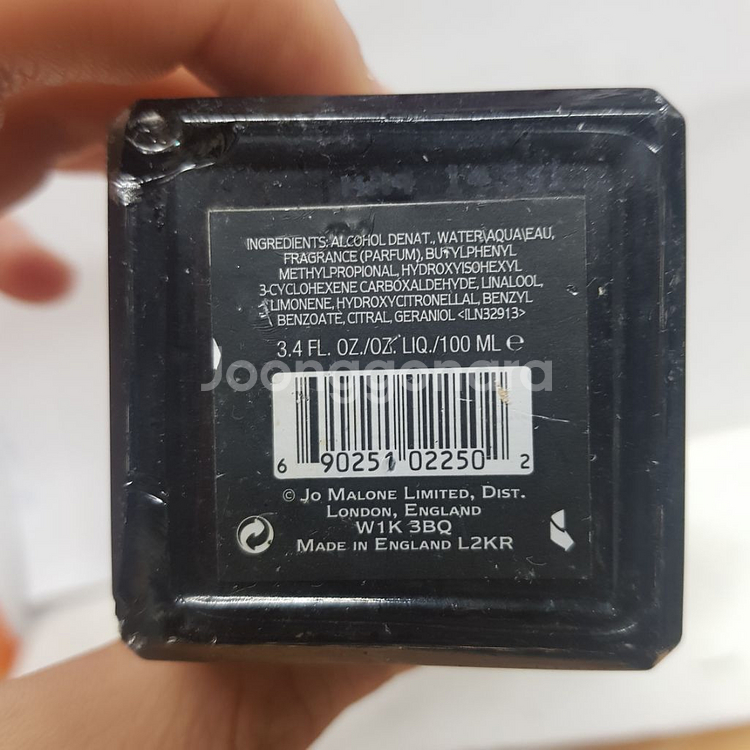 INGREDIENTS: ALCOHOL DENAT., WATER\AQUA\EAU,
FRAGRANCE (PARFUM), BUTYLPHENYL
METHYLPROPIONAL, HYDROXYISOHEXYL
3-CYCLOHEXENE CARBOXALDEHYDE, LINALOOL,
LIMONENE, HYDROXYCITRONELLAL, BENZYL
BENZOATE, CITRAL, GERANIOL <ILN32913>
3.4 FL. OZ./OZ. LIQ./100 ML ℮
Joonggonara
6 90251 02250 2
© JO MALONE LIMITED, DIST.
LONDON, ENGLAND
W1K 3BQ
MADE IN ENGLAND L2KR